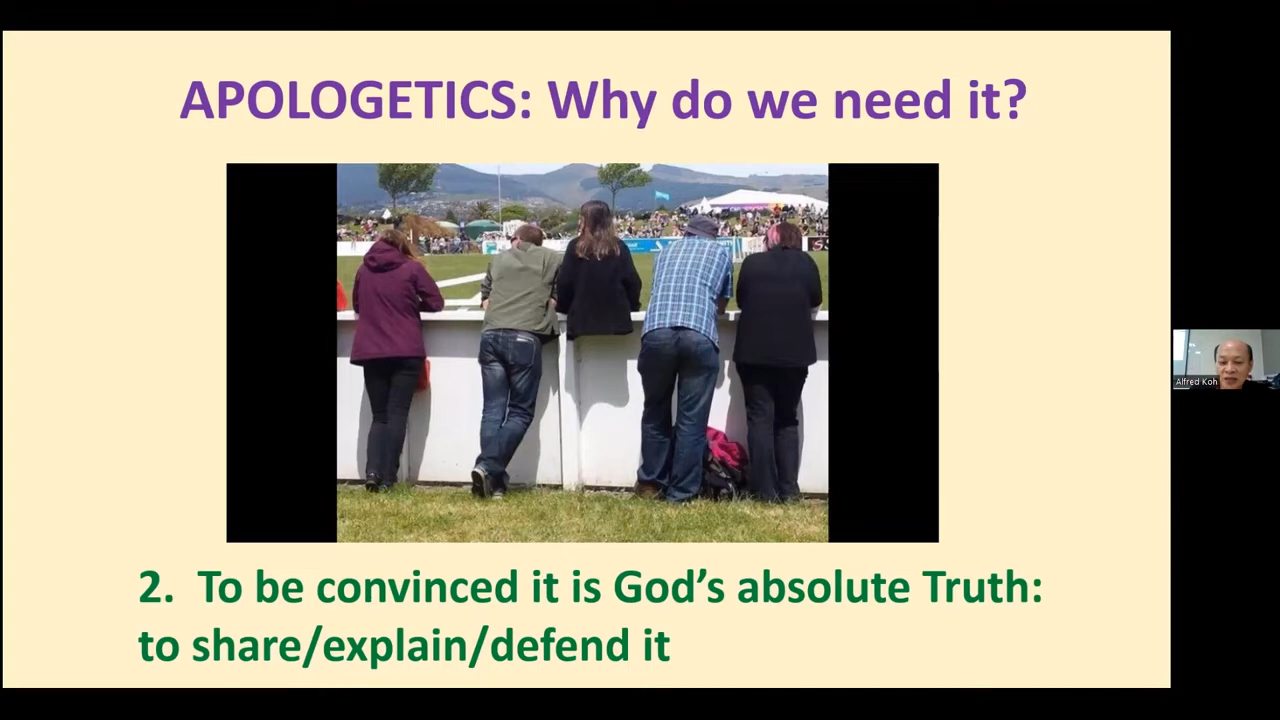 APOLOGETICS: Why do we need it?
2. To be convinced it is God’s absolute Truth:
to share/explain/defend it
Alfred Koh